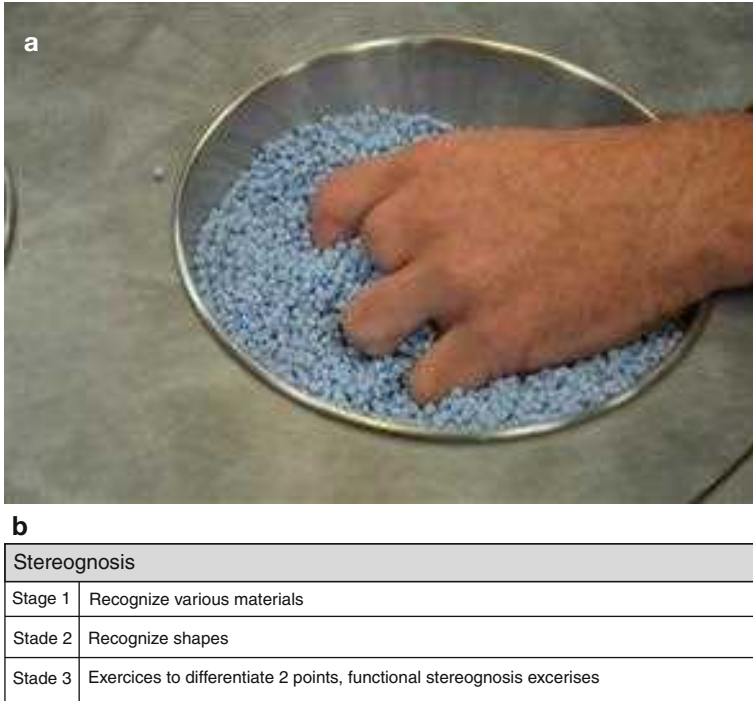 a
b
Stereognosis
Stage 1 Recognize various materials
Stade 2 Recognize shapes
Stade 3 Exercices to differentiate 2 points, functional stereognosis excerises